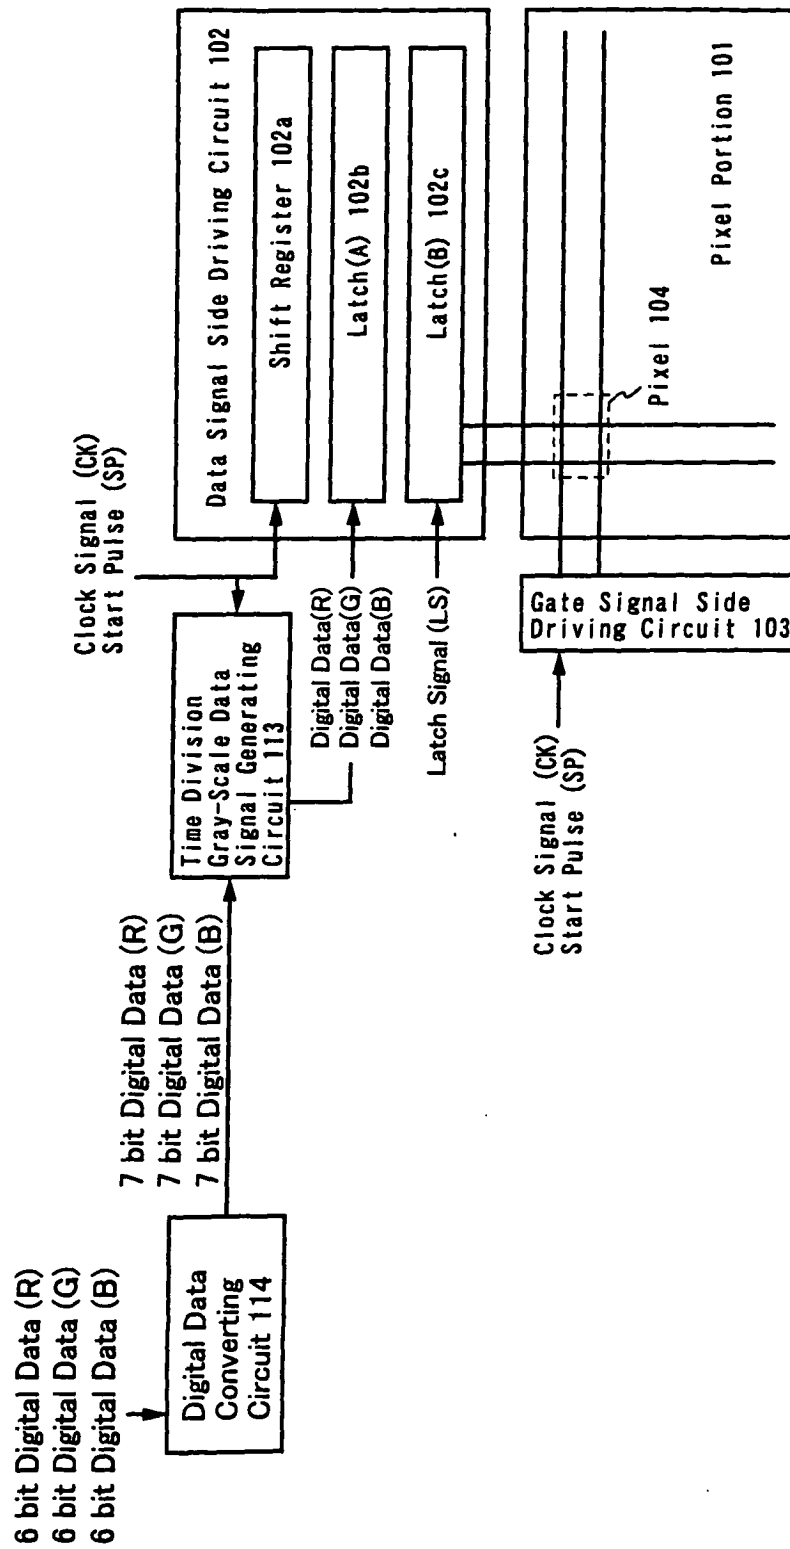 6 bit Digital Data (R)
6 bit Digital Data (G)
6 bit Digital Data (B)
Digital Data
Converting
Circuit 114
7 bit Digital Data (R)
7 bit Digital Data (G)
7 bit Digital Data (B)
Time Division
Gray-Scale Data
Signal Generating
Circuit 113
Clock Signal (CK)
Start Pulse (SP)
Digital Data(R)
Digital Data(G)
Digital Data(B)
Latch Signal (LS)
Data Signal Side Driving Circuit 102
Shift Register 102a
Latch(A) 102b
Latch(B) 102c
Clock Signal (CK)
Start Pulse (SP)
Gate Signal Side
Driving Circuit 103
Pixel 104
Pixel Portion 101